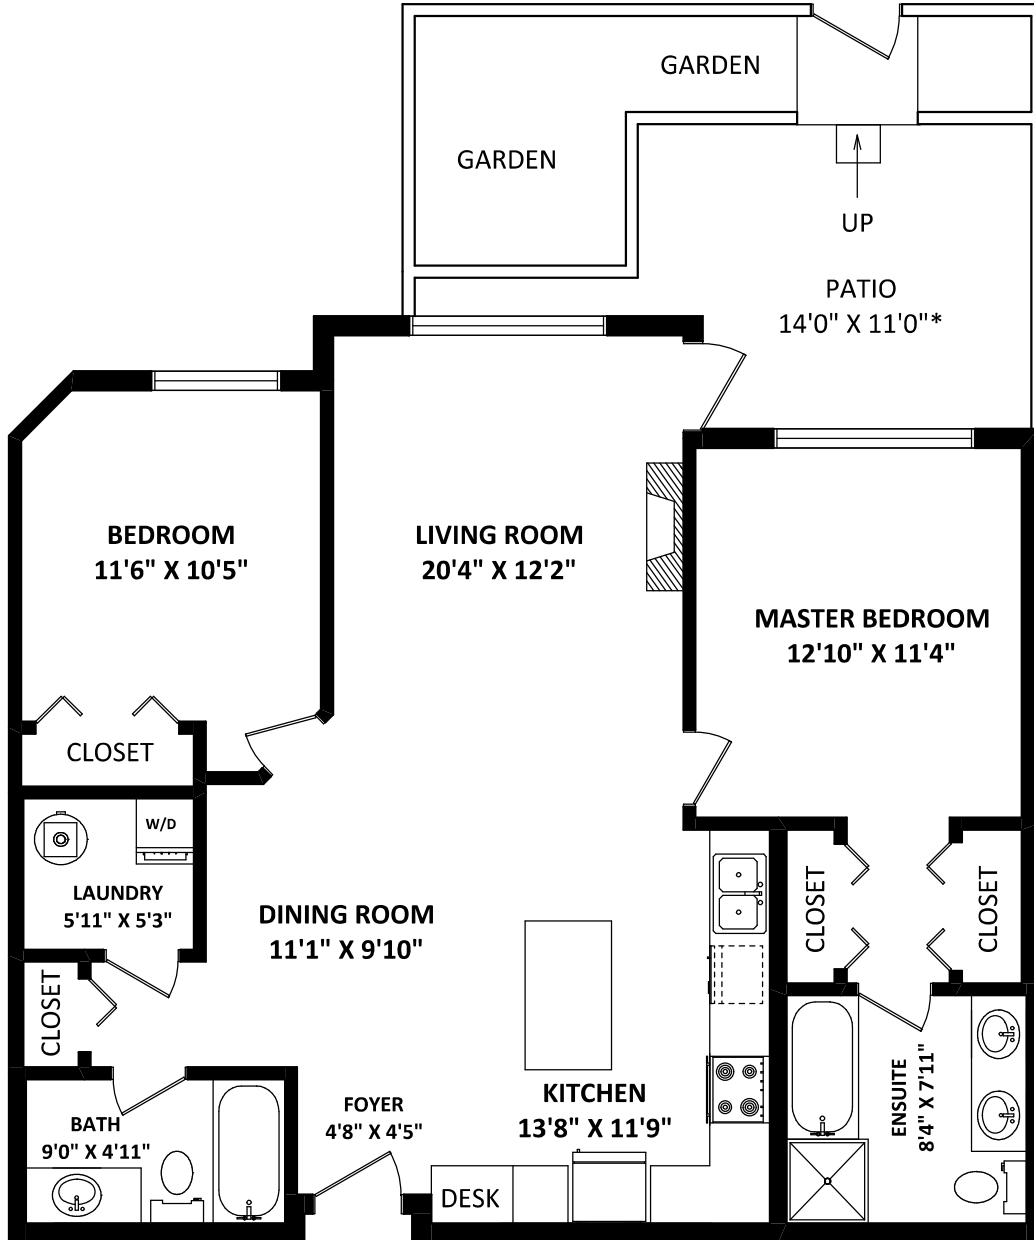 GARDEN
GARDEN
UP
PATIO
14'0" X 11'0"*
BEDROOM
11'6" X 10'5"
LIVING ROOM
20'4" X 12'2"
MASTER BEDROOM
12'10" X 11'4"
CLOSET
W/D
LAUNDRY
5'11" X 5'3"
DINING ROOM
11'1" X 9'10"
CLOSET
CLOSET
CLOSET
KITCHEN
13'8" X 11'9"
FOYER
4'8" X 4'5"
BATH
9'0" X 4'11"
ENSUITE
8'4" X 7'11"
DESK